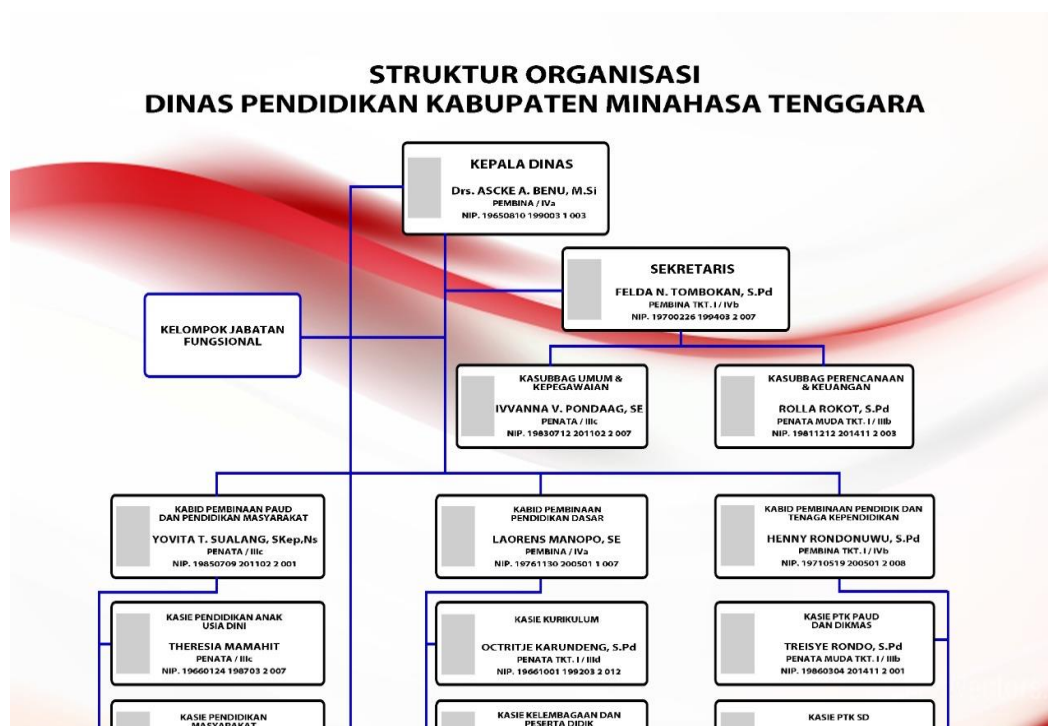 STRUKTUR ORGANISASI
DINAS PENDIDIKAN KABUPATEN MINAHASA TENGGARA
KEPALA DINAS
Drs. ASCKE A. BENU, M.Si
PEMBINA / IVa
NIP. 19650810 199003 1 003
SEKRETARIS
FELDA N. TOMBOKAN, S.Pd
PEMBINA TKT. I / IVb
NIP. 19700226 199403 2 007
KELOMPOK JABATAN
FUNGSIONAL
KASUBBAG UMUM &
KEPEGAWAIAN
IVVANNA V. PONDAAG, SE
PENATA / IIIc
NIP. 19830712 201102 2 007
KASUBBAG PERENCANAAN
& KEUANGAN
ROLLA ROKOT, S.Pd
PENATA MUDA TKT. I / IIIb
NIP. 19811212 201411 2 003
KABID PEMBINAAN PAUD
DAN PENDIDIKAN MASYARAKAT
YOVITA T. SUALANG, SKep,Ns
PENATA / IIIc
NIP. 19850709 201102 2 001
KABID PEMBINAAN
PENDIDIKAN DASAR
LAORENS MANOPO, SE
PEMBINA / IVa
NIP. 19761130 200501 1 007
KABID PEMBINAAN PENDIDIK DAN
TENAGA KEPENDIDIKAN
HENNY RONDONUWU, S.Pd
PEMBINA TKT. I / IVb
NIP. 19710519 200501 2 008
KASIE PENDIDIKAN ANAK
USIA DINI
THERESIA MAMAHIT
PENATA / IIIc
NIP. 19660124 198703 2 007
KASIE KURIKULUM
OCTRITJE KARUNDENG, S.Pd
PENATA TKT. I / IIId
NIP. 19661001 199203 2 012
KASIE PTK PAUD
DAN DIKMAS
TREISYE RONDO, S.Pd
PENATA MUDA TKT. I / IIIb
NIP. 19860304 201411 2 001
KASIE PENDIDIKAN
MASYARAKAT
KASIE KELEMBAGAAN DAN
PESERTA DIDIK
KASIE PTK SD